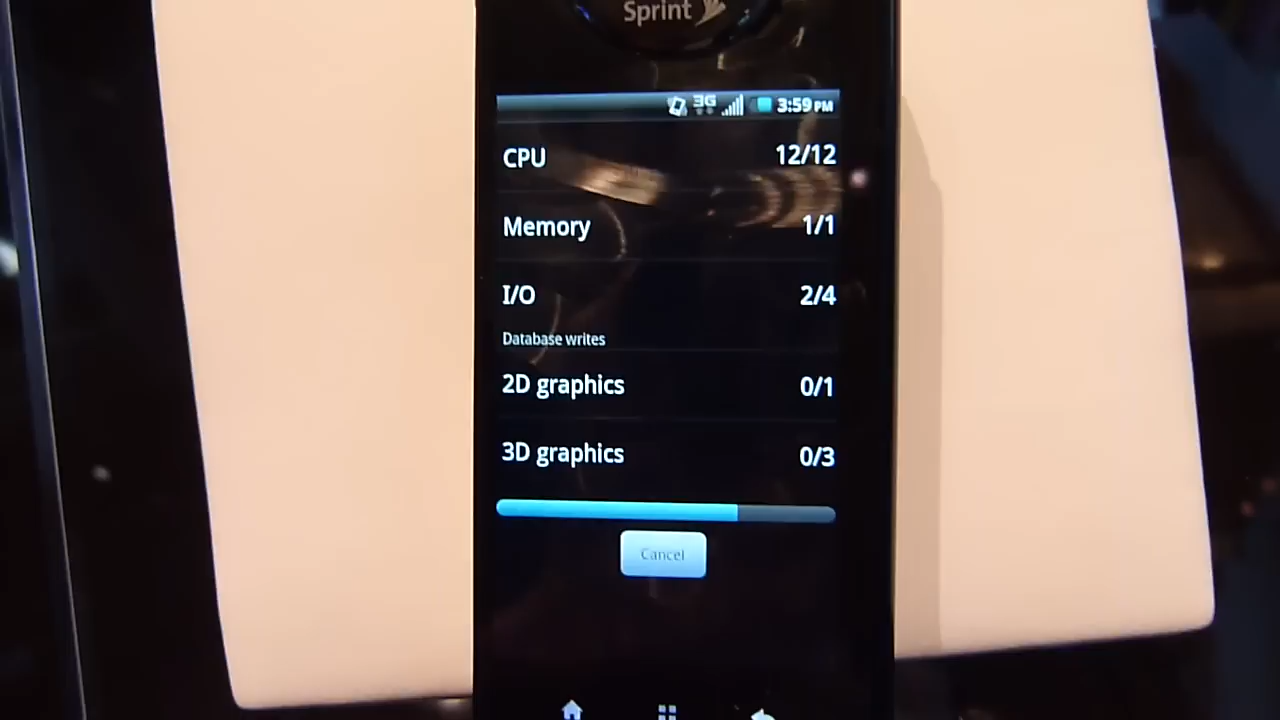 Sprint
3G 3:59 PM
CPU 12/12
Memory 1/1
I/O 2/4
Database writes
2D graphics 0/1
3D graphics 0/3
Cancel